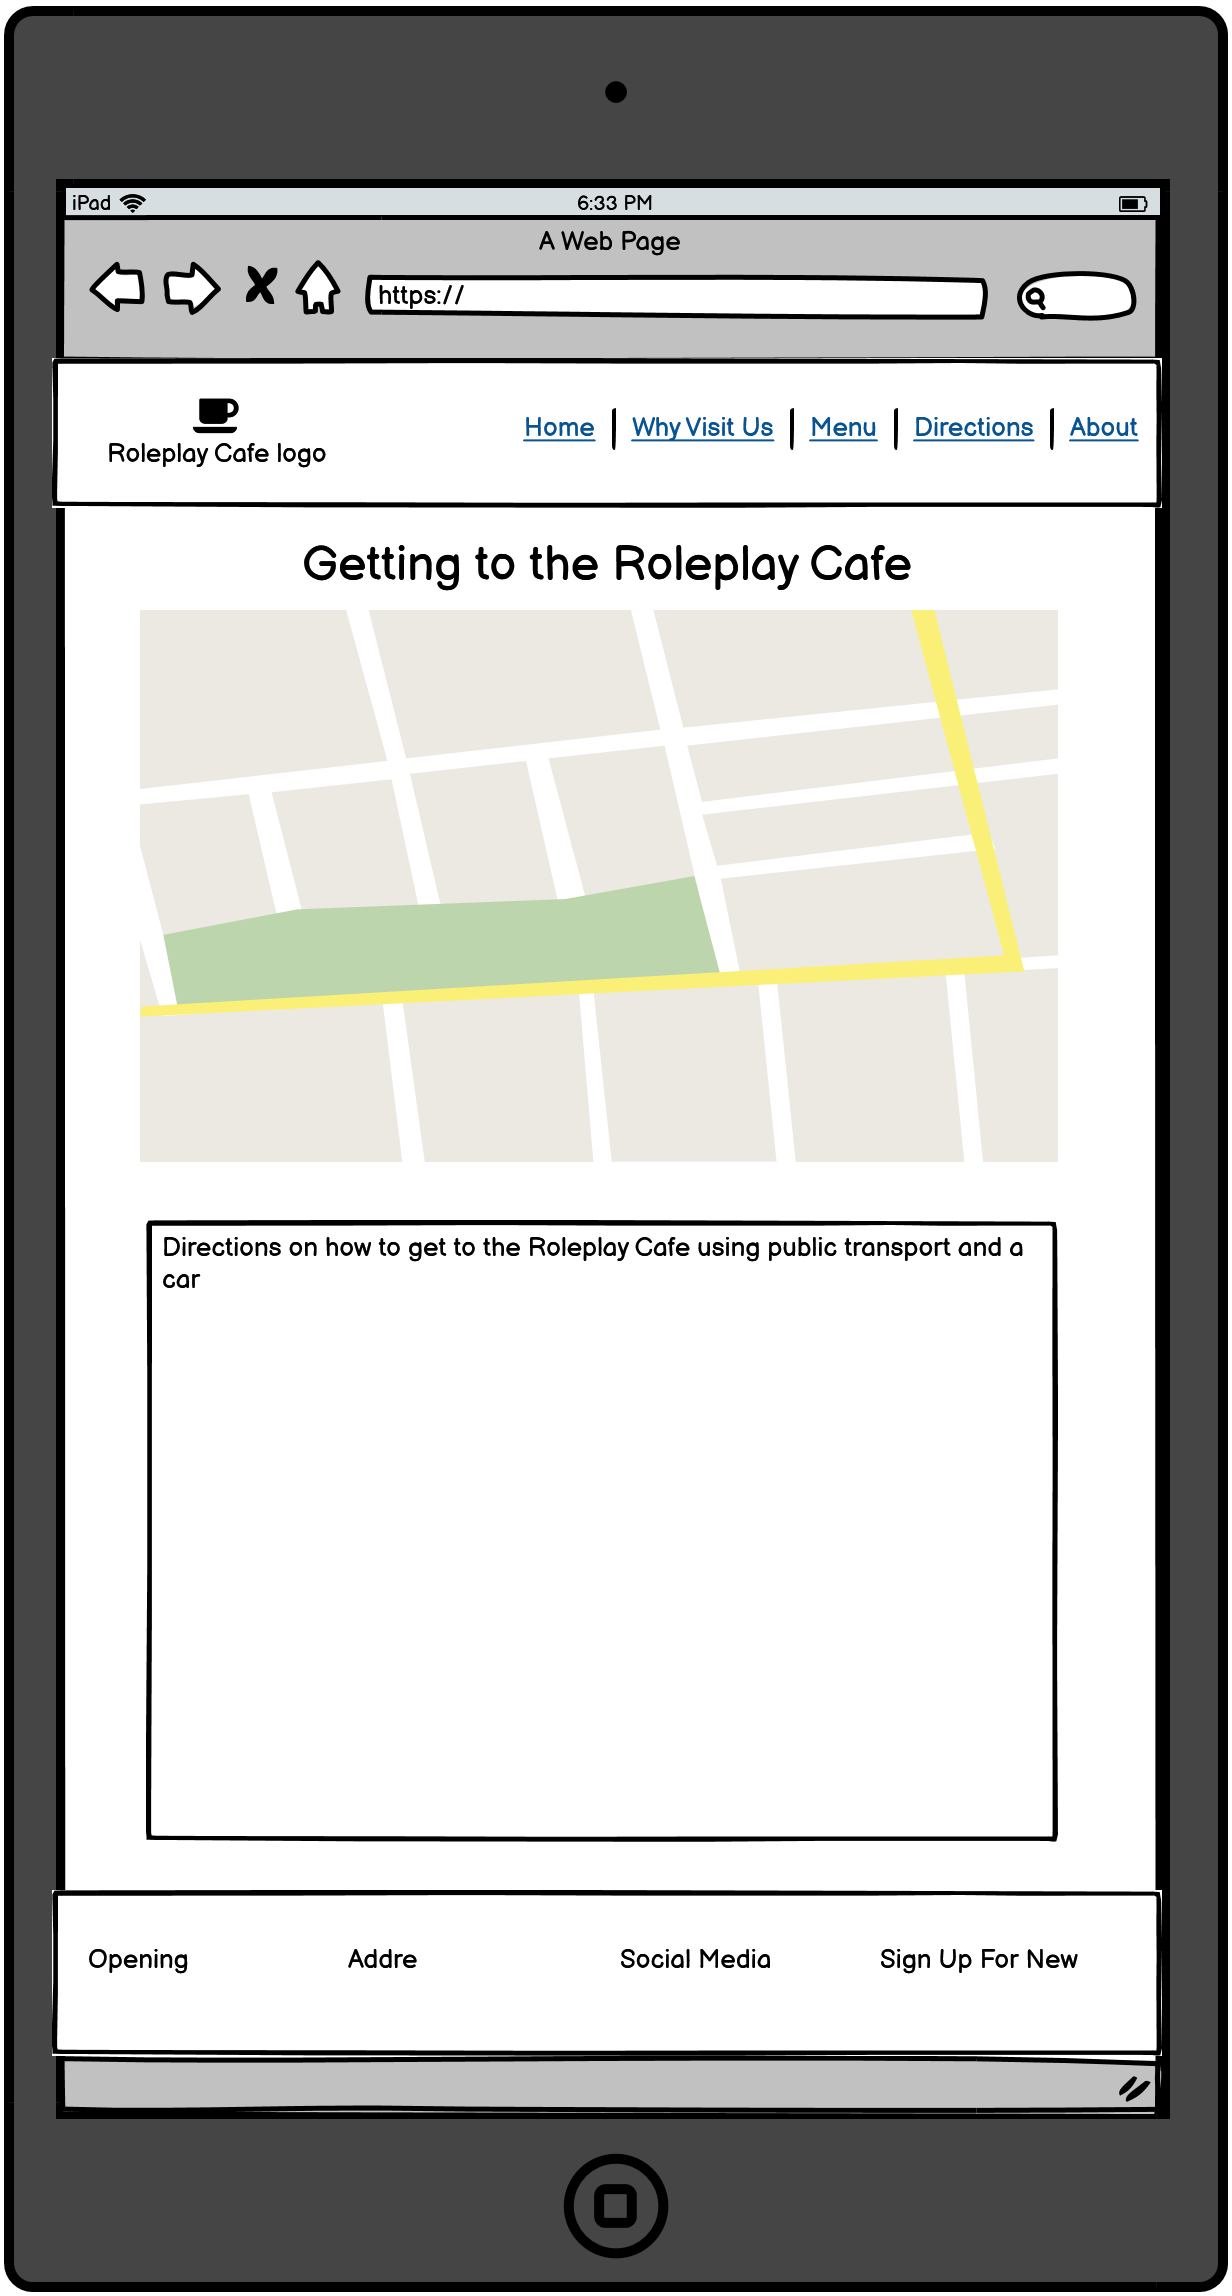 iPad
6:33 PM
A Web Page
https://
Roleplay Cafe logo
Home | Why Visit Us | Menu | Directions | About
Getting to the Roleplay Cafe
Directions on how to get to the Roleplay Cafe using public transport and a
car
Opening
Addre
Social Media
Sign Up For New